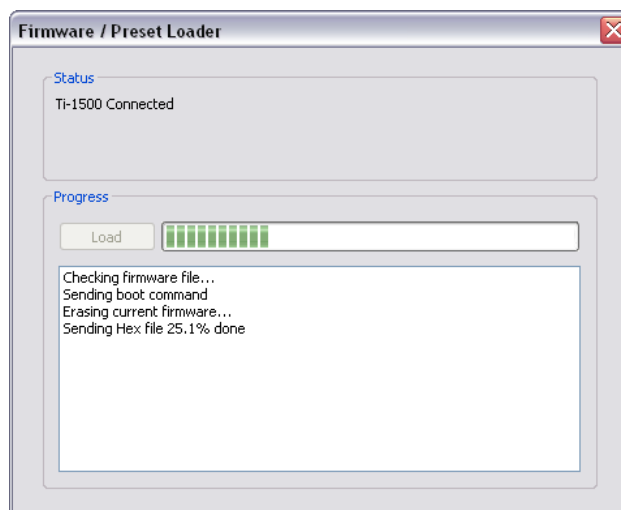 Firmware / Preset Loader
Status
Ti-1500 Connected
Progress
Load
Checking firmware file...
Sending boot command
Erasing current firmware...
Sending Hex file 25.1% done